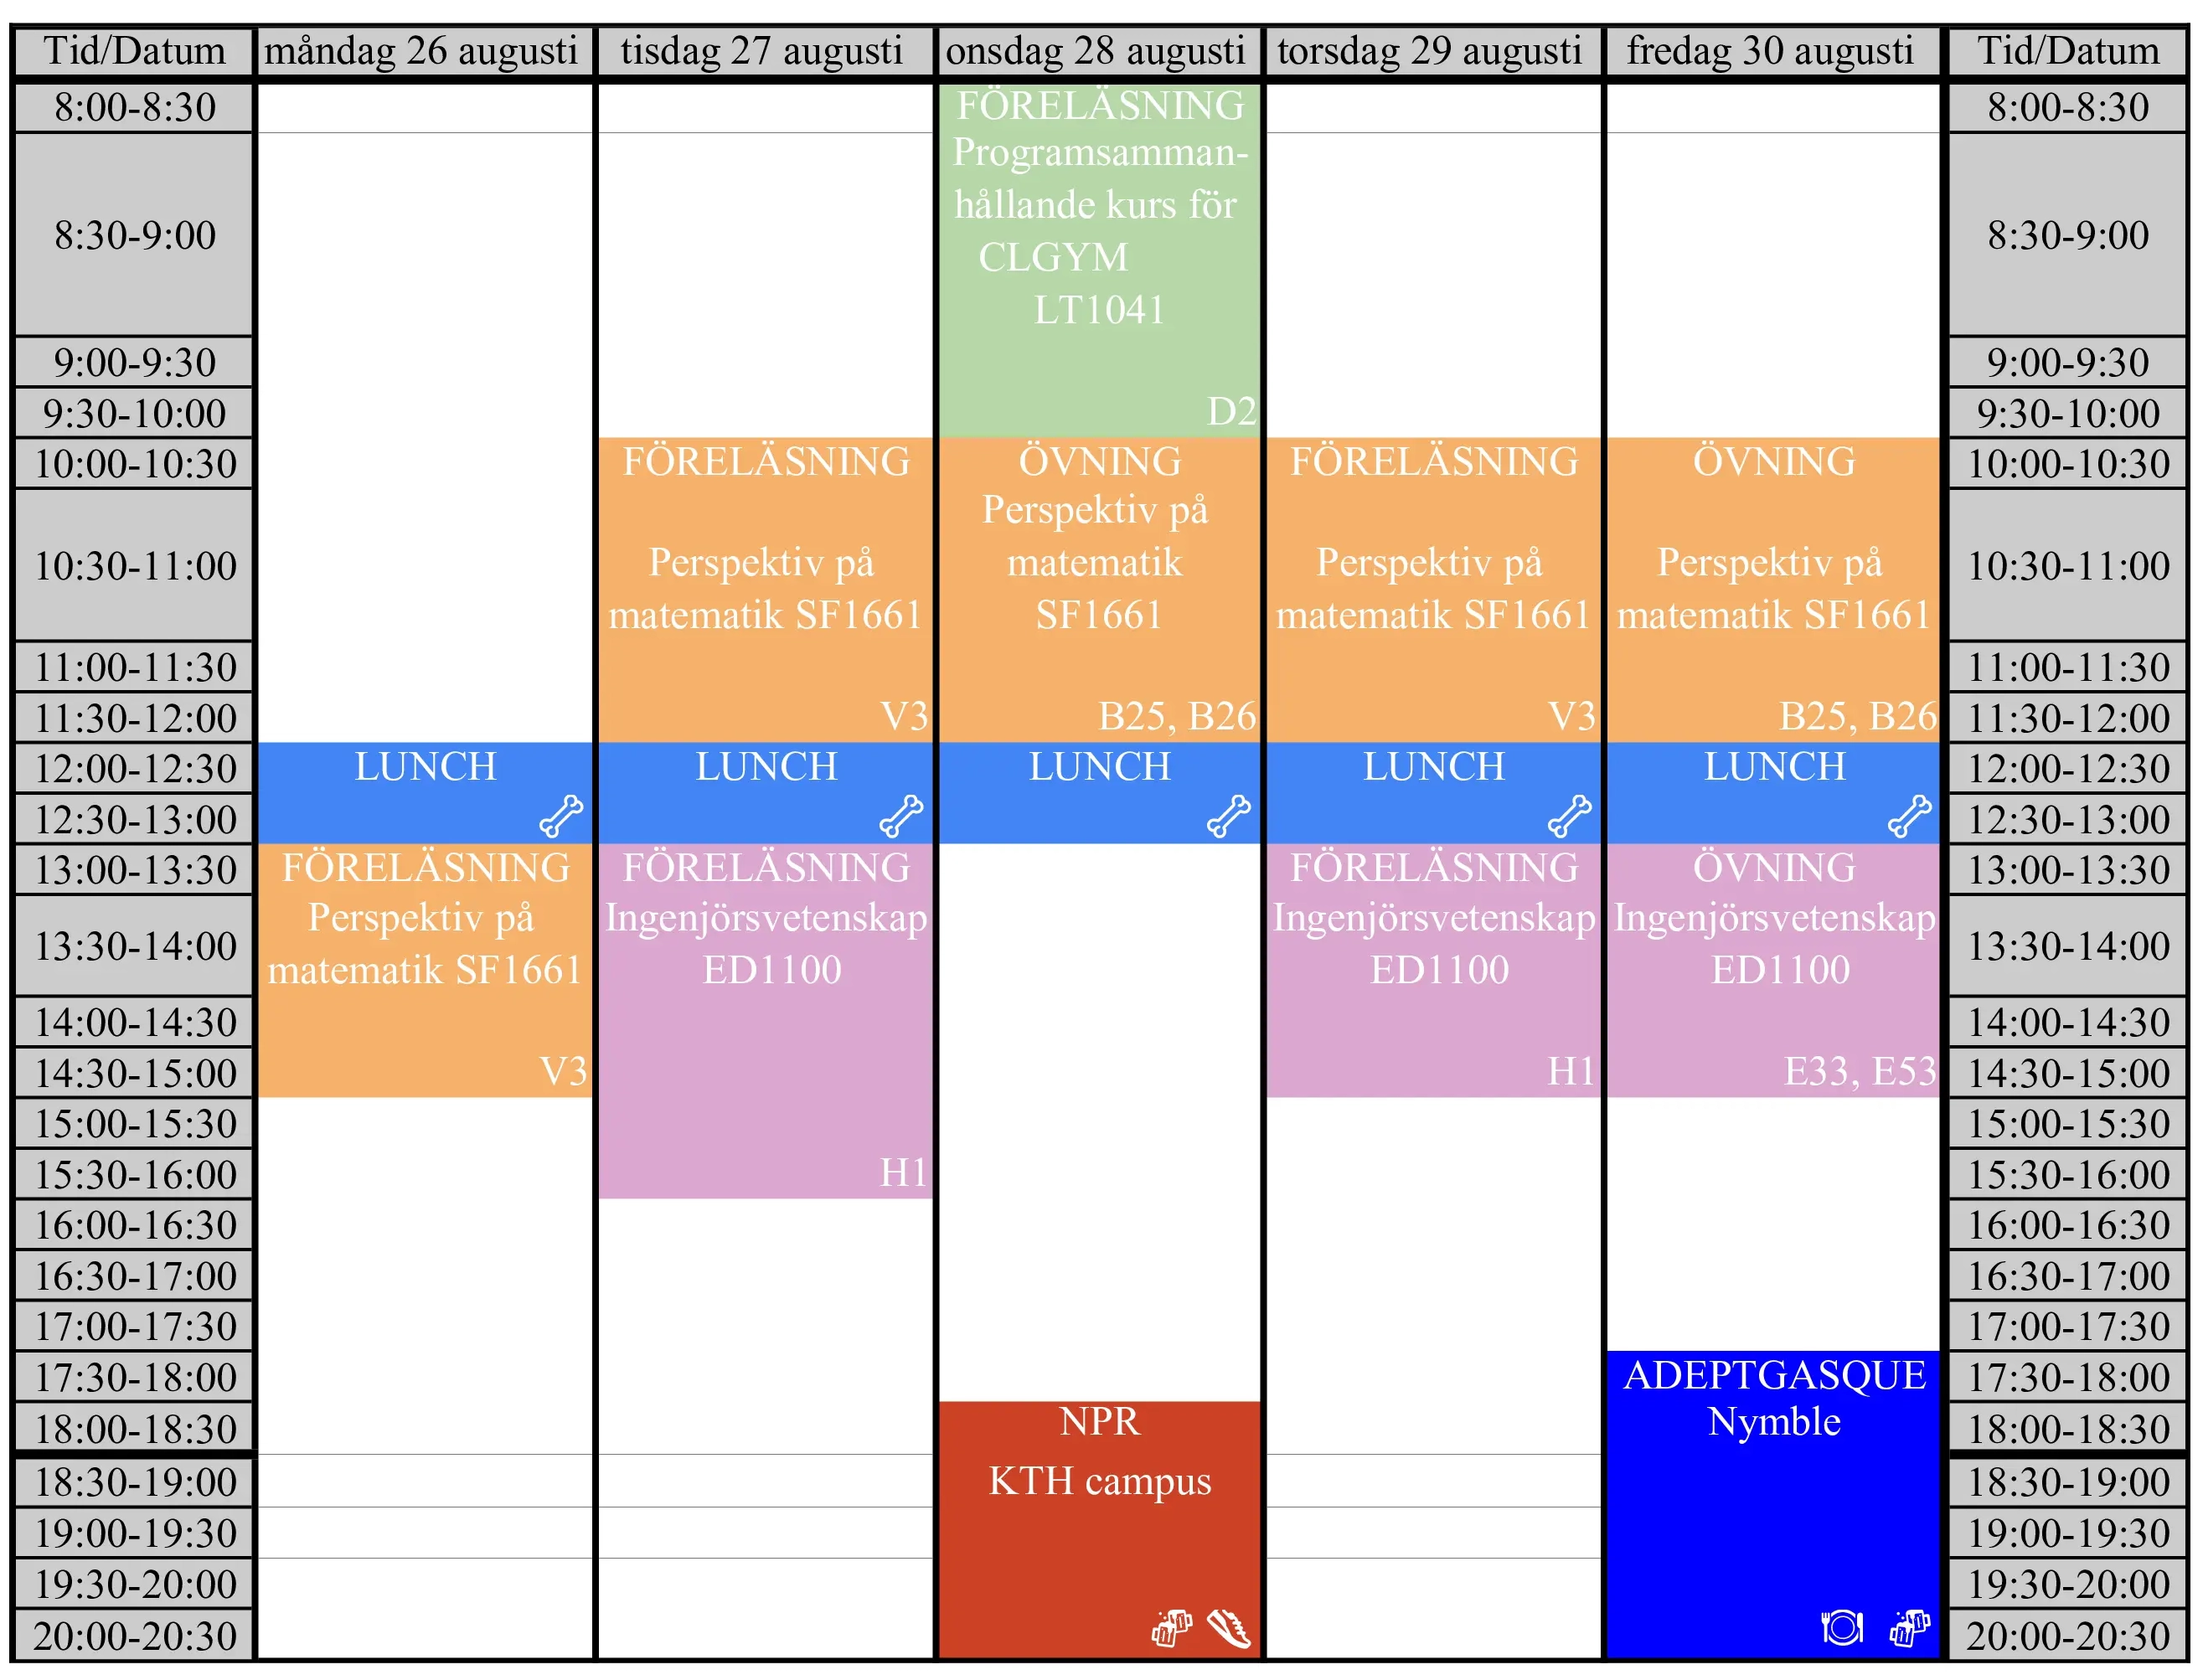 Tid/Datum måndag 26 augusti tisdag 27 augusti onsdag 28 augusti torsdag 29 augusti fredag 30 augusti Tid/Datum
8:00-8:30 FÖRELÄSNING 8:00-8:30
Programsamman-
hållande kurs för
8:30-9:00 8:30-9:00
CLGYM
LT1041
9:00-9:30 9:00-9:30
9:30-10:00 D2 9:30-10:00
10:00-10:30 FÖRELÄSNING ÖVNING FÖRELÄSNING ÖVNING 10:00-10:30
Perspektiv på
10:30-11:00 Perspektiv på matematik Perspektiv på Perspektiv på 10:30-11:00
matematik SF1661 SF1661 matematik SF1661 matematik SF1661
11:00-11:30 11:00-11:30
11:30-12:00 V3 B25, B26 V3 B25, B26 11:30-12:00
12:00-12:30 LUNCH LUNCH LUNCH LUNCH LUNCH 12:00-12:30
12:30-13:00 12:30-13:00
13:00-13:30 FÖRELÄSNING FÖRELÄSNING FÖRELÄSNING ÖVNING 13:00-13:30
Perspektiv på Ingenjörsvetenskap Ingenjörsvetenskap Ingenjörsvetenskap
13:30-14:00 13:30-14:00
matematik SF1661 ED1100 ED1100 ED1100
14:00-14:30 14:00-14:30
14:30-15:00 V3 H1 E33, E53 14:30-15:00
15:00-15:30 15:00-15:30
15:30-16:00 H1 15:30-16:00
16:00-16:30 16:00-16:30
16:30-17:00 16:30-17:00
17:00-17:30 17:00-17:30
17:30-18:00 ADEPTGASQUE 17:30-18:00
18:00-18:30 NPR Nymble 18:00-18:30
18:30-19:00 KTH campus 18:30-19:00
19:00-19:30 19:00-19:30
19:30-20:00 19:30-20:00
20:00-20:30 20:00-20:30